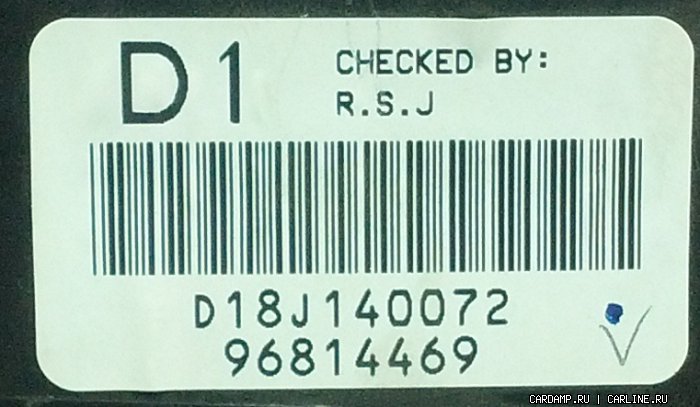 D1
CHECKED BY:
R.S.J
D18J140072
96814469
CARDAMP.RU | CARLINE.RU